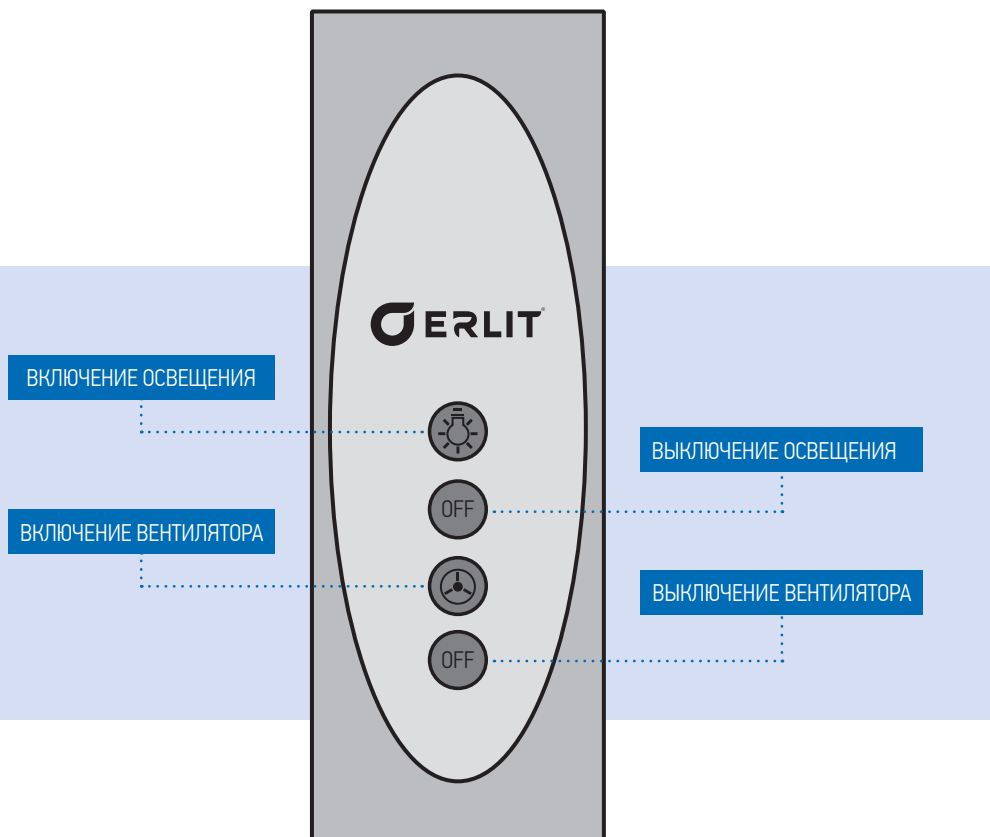 ERLIT
ВКЛЮЧЕНИЕ ОСВЕЩЕНИЯ
ВЫКЛЮЧЕНИЕ ОСВЕЩЕНИЯ
OFF
ВКЛЮЧЕНИЕ ВЕНТИЛЯТОРА
ВЫКЛЮЧЕНИЕ ВЕНТИЛЯТОРА
OFF